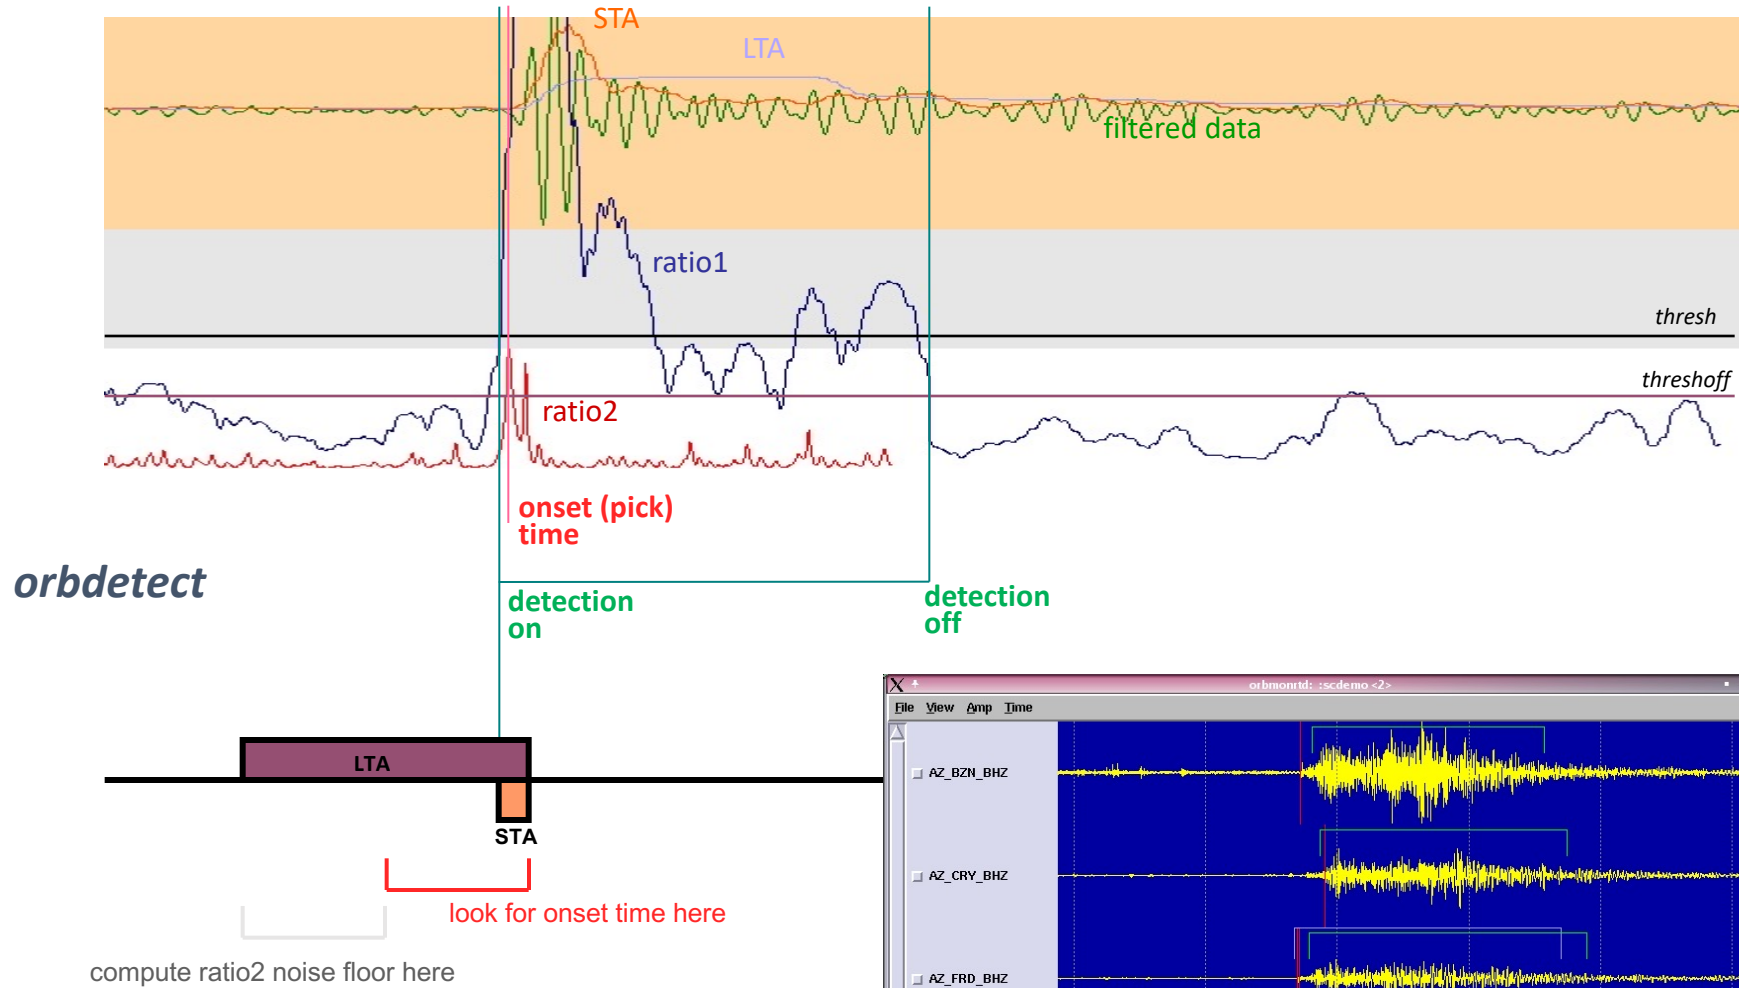 STA
LTA
filtered data
ratio1
thresh
threshoff
ratio2
onset (pick)
time
orbdetect
detection
on
detection
off
orbmonrtd: :scdemo <2>
File View Amp Time
LTA
AZ_BZN_BHZ
STA
AZ_CRY_BHZ
look for onset time here
compute ratio2 noise floor here
AZ_FRD_BHZ